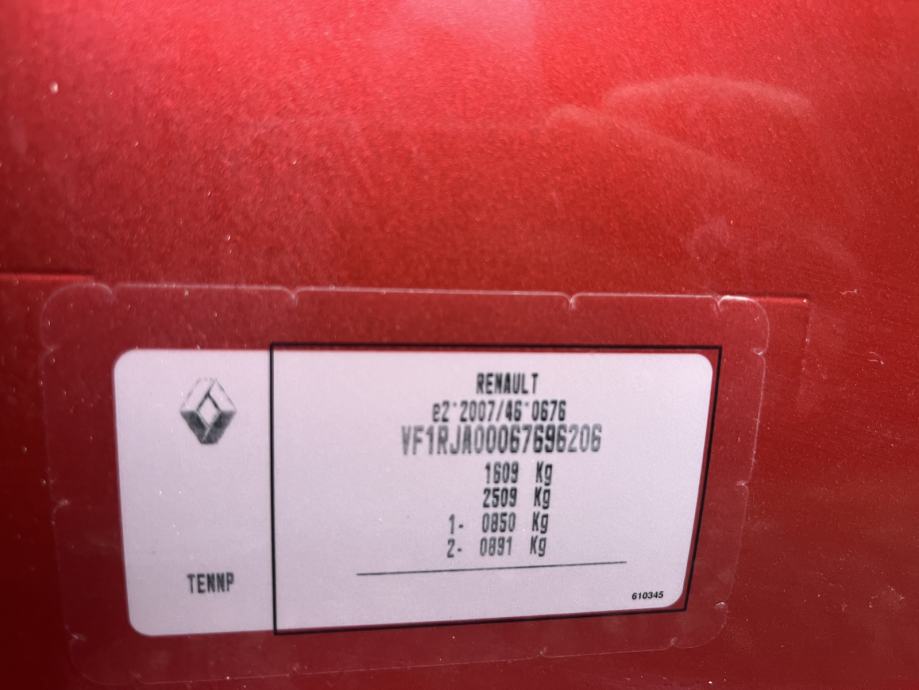 RENAULT
e2*2007/46*0676
VF1RJA00067696206
1609 Kg
2509 Kg
1- 0850 Kg
2- 0891 Kg
TENNP
610345